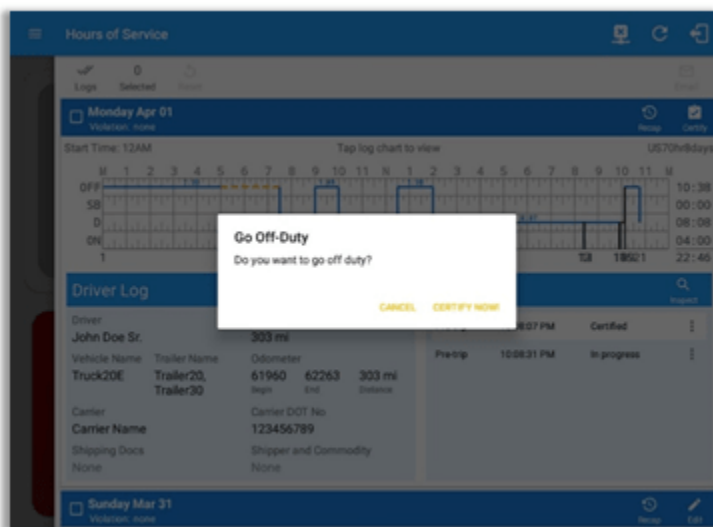 Hours of Service
Logs
0
Selected
Email
Monday Apr 01
Violation: none
Recap
Certify
Start Time: 12AM
Tap log chart to view
US70hr8days
M 1 2 3 4 5 6 7 8 9 10 11 N 1 2 3 4 5 6 7 8 9 10 11 M
OFF
10:38
SB
00:00
D
08:08
ON
04:00
22:46
Go Off-Duty
Do you want to go off duty?
CANCEL
CERTIFY NOW!
Driver Log
Inspect
Driver
John Doe Sr.
303 mi
Vehicle Name
Trailer Name
Odometer
Truck20E
Trailer20,
Trailer30
61960
62263
303 mi
Begin
End
Distance
Carrier
Carrier DOT No
Carrier Name
123456789
Shipping Docs
Shipper and Commodity
None
None
Certified
Pre-trip
10:08:31 PM
In progress
Sunday Mar 31
Violation: none
Recap
Edit